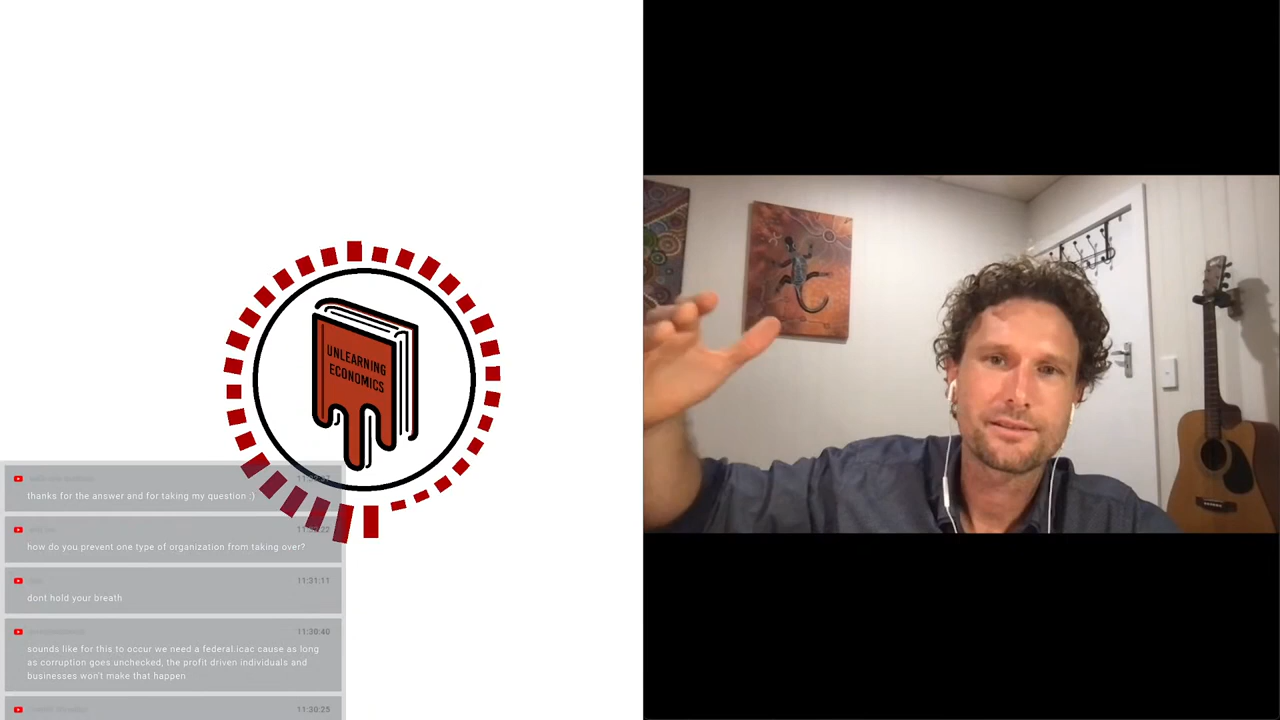 UNLEARNING
ECONOMICS
thanks for the answer and for taking my question :)
how do you prevent one type of organization from taking over?
11:31:11
dont hold your breath
11:30:40
sounds like for this to occur we need a federal icac cause as long
as corruption goes unchecked, the profit driven individuals and
businesses won't make that happen
11:30:25